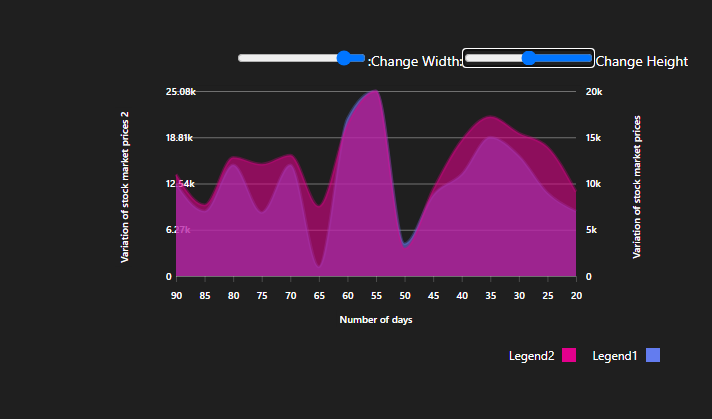 :Change Width:
Change Height
25.08k
18.81k
12.54k
6.27k
0
Variation of stock market prices 2
20k
15k
10k
5k
0
Variation of stock market prices
90 85 80 75 70 65 60 55 50 45 40 35 30 25 20
Number of days
Legend2 Legend1